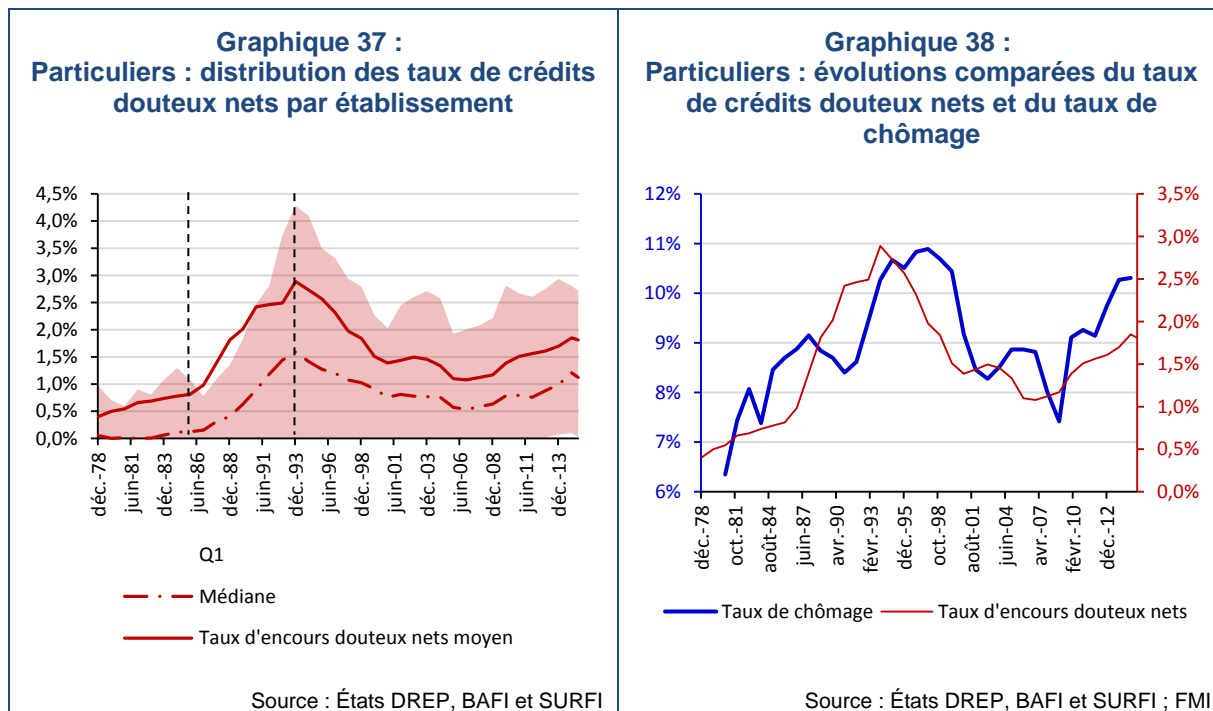 Graphique 37 :
Particuliers : distribution des taux de crédits
douteux nets par établissement
4,5%
4,0%
3,5%
3,0%
2,5%
2,0%
1,5%
1,0%
0,5%
0,0%
déc.-78
juin-81
déc.-83
juin-86
déc.-88
juin-91
déc.-93
juin-96
déc.-98
juin-01
déc.-03
juin-06
déc.-08
juin-11
déc.-13
Q1
Médiane
Taux d'encours douteux nets moyen
Source : États DREP, BAFI et SURFI
Graphique 38 :
Particuliers : évolutions comparées du taux
de crédits douteux nets et du taux de
chômage
12%
11%
10%
9%
8%
7%
6%
3,5%
3,0%
2,5%
2,0%
1,5%
1,0%
0,5%
0,0%
déc.-78
oct.-81
août-84
juin-87
avr.-90
févr.-93
déc.-95
oct.-98
août-01
juin-04
avr.-07
févr.-10
déc.-12
Taux de chômage
Taux d'encours douteux nets
Source : États DREP, BAFI et SURFI ; FMI